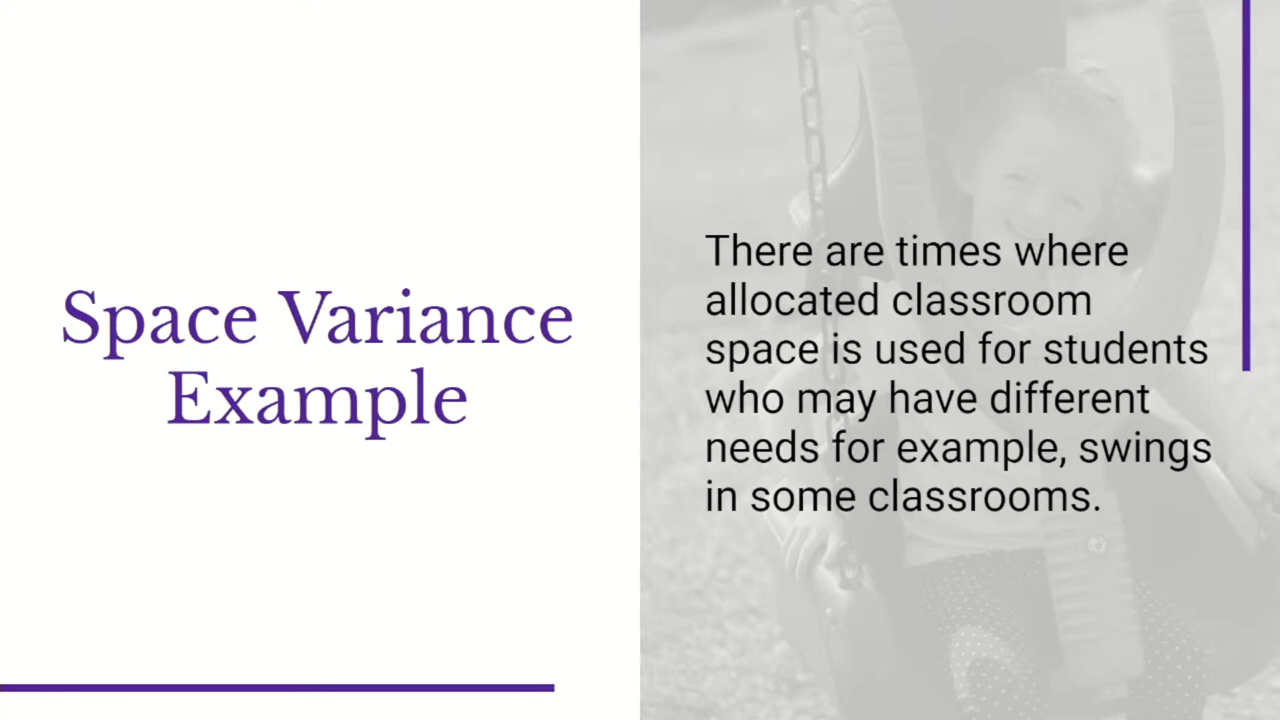 Space Variance
Example
There are times where
allocated classroom
space is used for students
who may have different
needs for example, swings
in some classrooms.